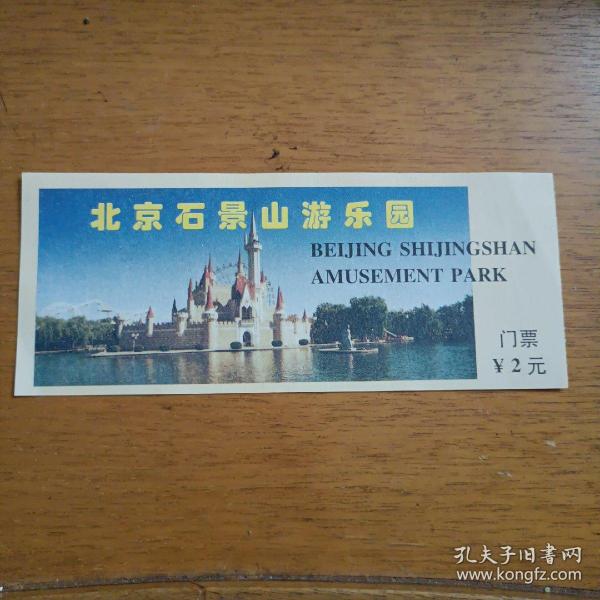 北京石景山游乐园
BEIJING SHIJINGSHAN
AMUSEMENT PARK
门票
¥ 2 元
孔夫子旧书网
www.kongfz.com